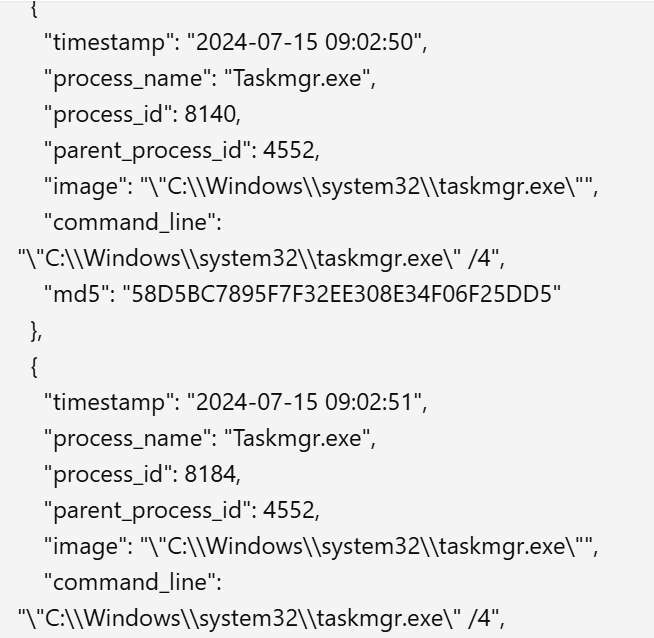 {
"timestamp": "2024-07-15 09:02:50",
"process_name": "Taskmgr.exe",
"process_id": 8140,
"parent_process_id": 4552,
"image": "\"C:\\Windows\\system32\\taskmgr.exe\"",
"command_line":
"\"C:\\Windows\\system32\\taskmgr.exe\" /4",
"md5": "58D5BC7895F7F32EE308E34F06F25DD5"
},
{
"timestamp": "2024-07-15 09:02:51",
"process_name": "Taskmgr.exe",
"process_id": 8184,
"parent_process_id": 4552,
"image": "\"C:\\Windows\\system32\\taskmgr.exe\"",
"command_line":
"\"C:\\Windows\\system32\\taskmgr.exe\" /4",